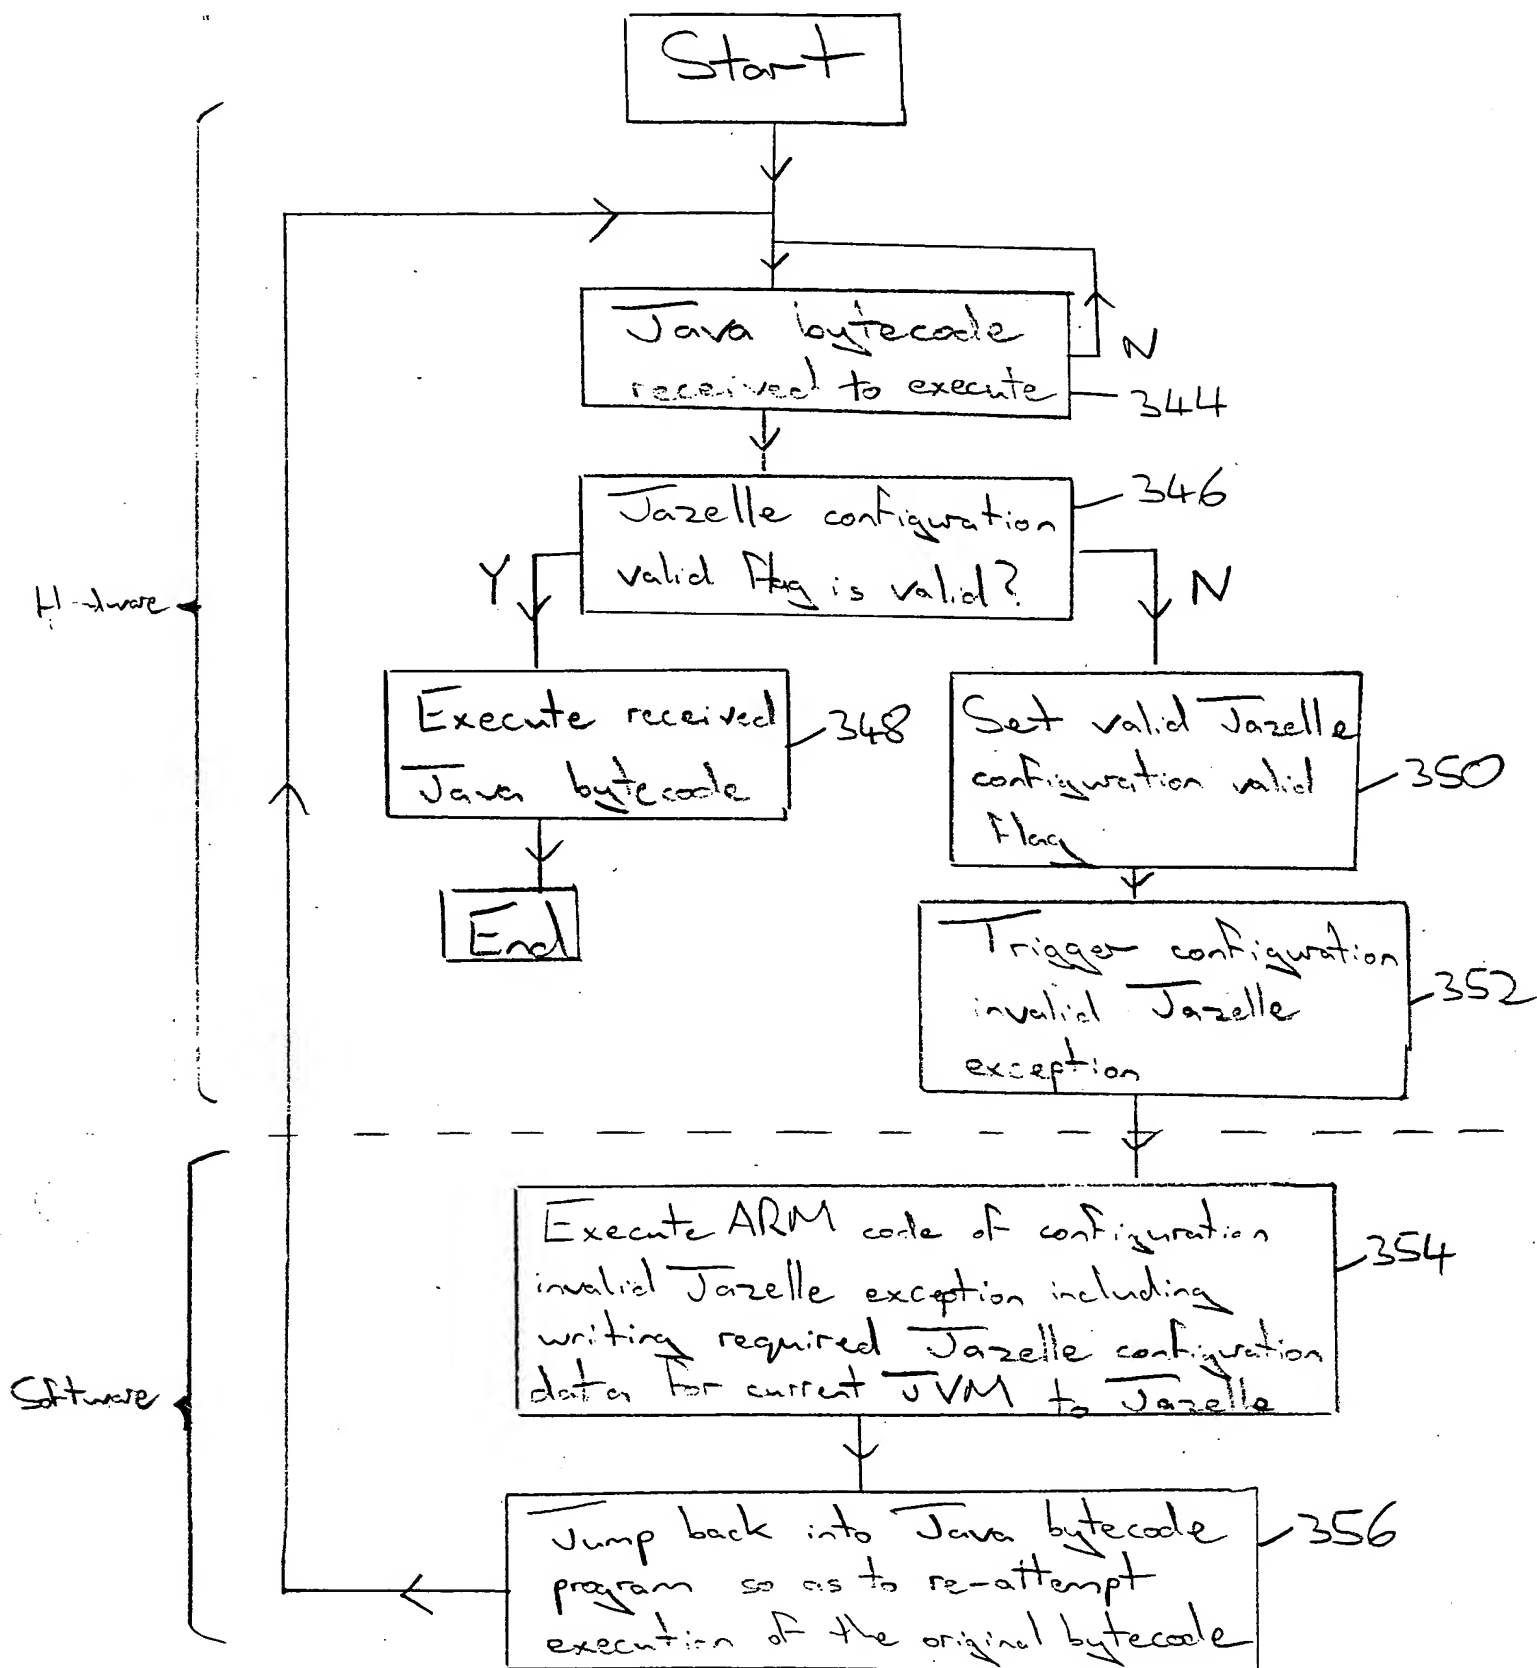 Start
Java bytecode
received to execute
N
344
Jazelle configuration
valid flag is valid?
346
Y
N
Hardware
Execute received
Java bytecode
348
Set valid Jazelle
configuration valid
flag
350
End
Trigger configuration
invalid Jazelle
exception
352
Execute ARM code of configuration
invalid Jazelle exception including
writing required Jazelle configuration
data for current JVM to Jazelle
354
Software
Jump back into Java bytecode
program so as to re-attempt
execution of the original bytecode
356